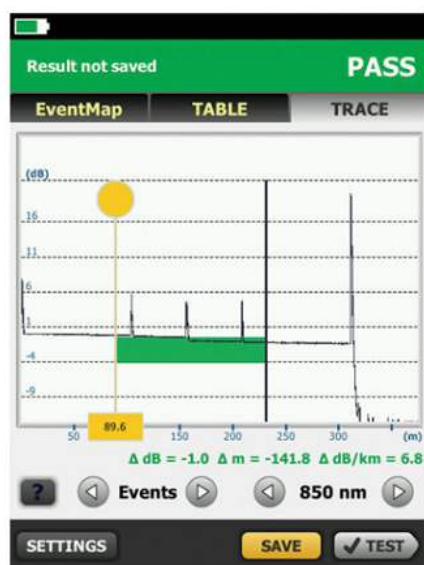 Result not saved PASS
EventMap TABLE TRACE
(dB)
16
11
6
1
-4
-9
89.6
50 150 200 250 300 (m)
Δ dB = -1.0 Δ m = -141.8 Δ dB/km = 6.8
? Events 850 nm
SETTINGS SAVE TEST